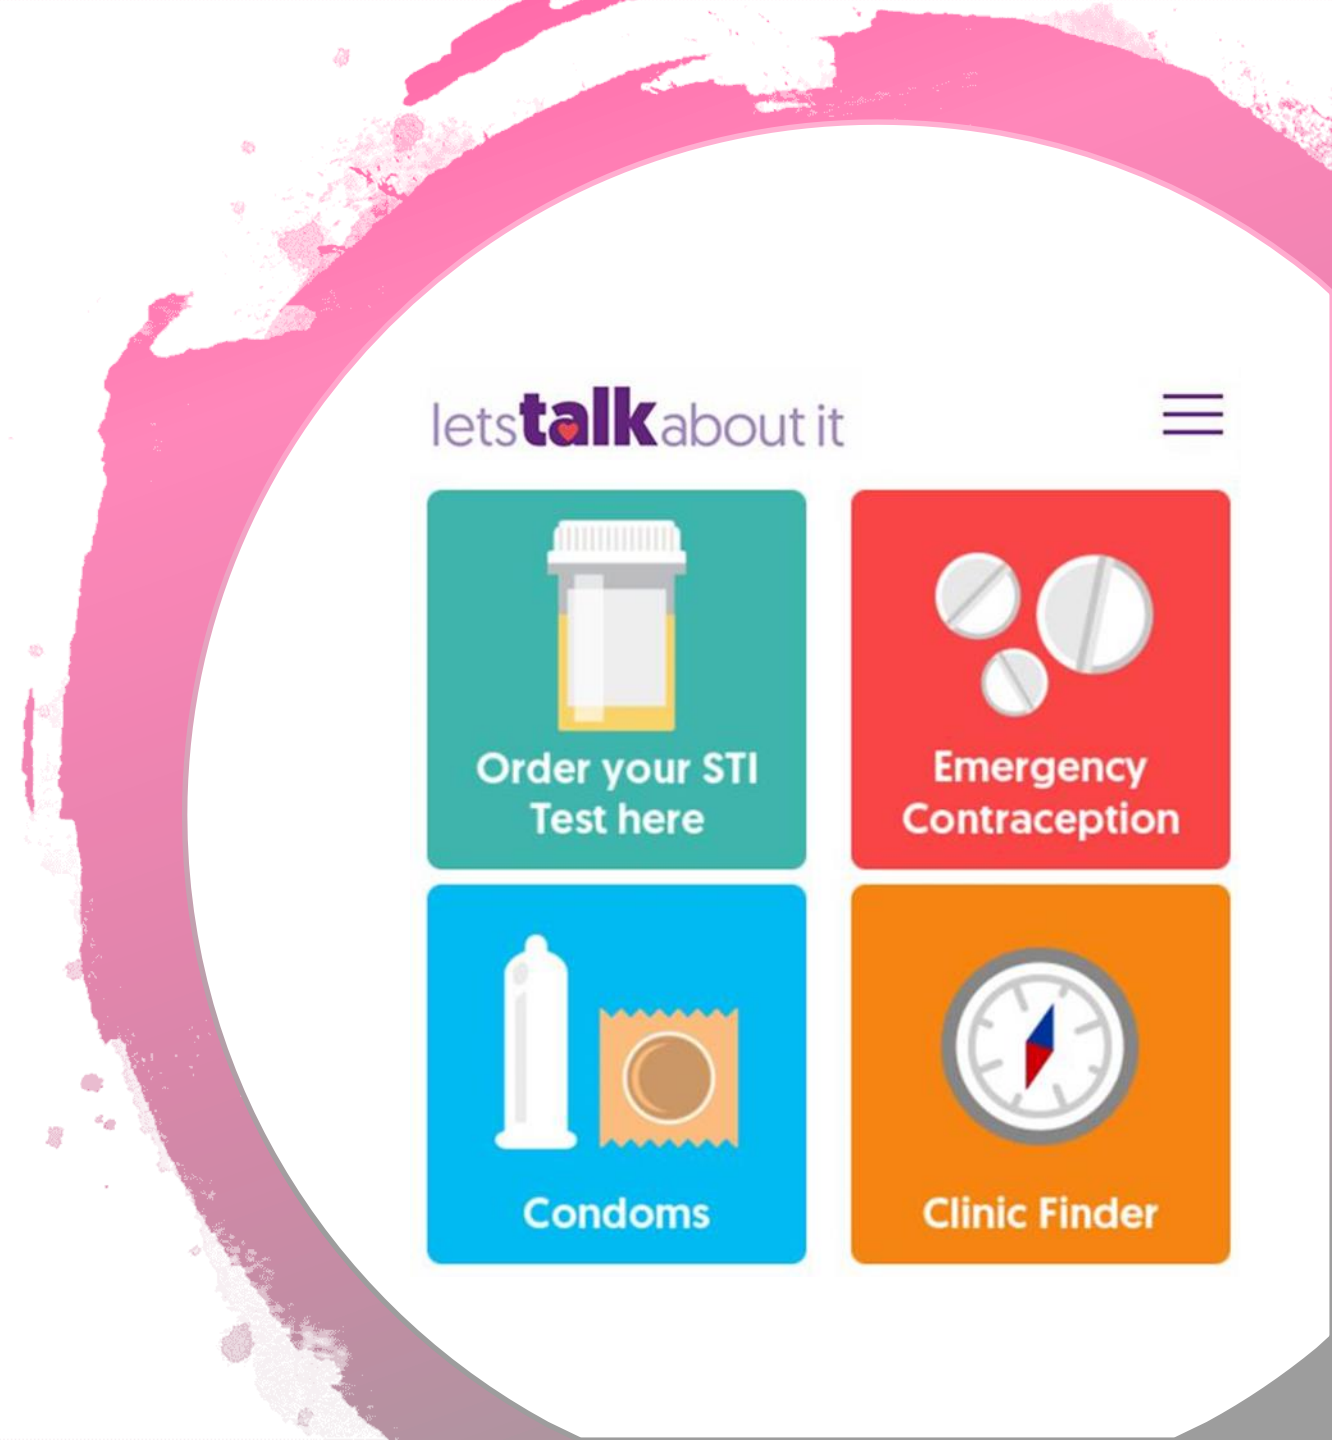 letstalkabout it
Order your STI
Test here
Emergency
Contraception
Condoms
Clinic Finder